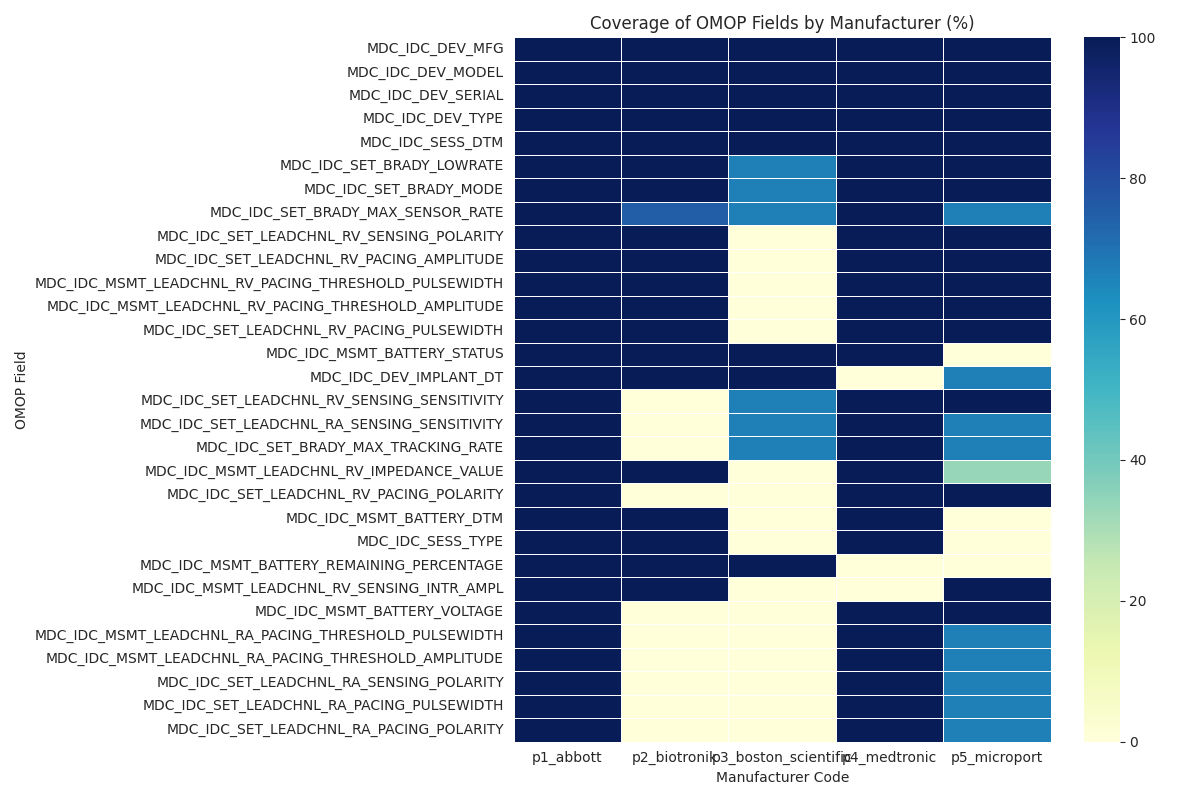 Coverage of OMOP Fields by Manufacturer (%)
MDC_IDC_DEV_MFG
MDC_IDC_DEV_MODEL
MDC_IDC_DEV_SERIAL
MDC_IDC_DEV_TYPE
MDC_IDC_SESS_DTM
MDC_IDC_SET_BRADY_LOWRATE
MDC_IDC_SET_BRADY_MODE
MDC_IDC_SET_BRADY_MAX_SENSOR_RATE
MDC_IDC_SET_LEADCHNL_RV_SENSING_POLARITY
MDC_IDC_SET_LEADCHNL_RV_PACING_AMPLITUDE
MDC_IDC_MSMT_LEADCHNL_RV_PACING_THRESHOLD_PULSEWIDTH
MDC_IDC_MSMT_LEADCHNL_RV_PACING_THRESHOLD_AMPLITUDE
MDC_IDC_SET_LEADCHNL_RV_PACING_PULSEWIDTH
MDC_IDC_MSMT_BATTERY_STATUS
MDC_IDC_DEV_IMPLANT_DT
MDC_IDC_SET_LEADCHNL_RV_SENSING_SENSITIVITY
MDC_IDC_SET_LEADCHNL_RA_SENSING_SENSITIVITY
MDC_IDC_SET_BRADY_MAX_TRACKING_RATE
MDC_IDC_MSMT_LEADCHNL_RV_IMPEDANCE_VALUE
MDC_IDC_SET_LEADCHNL_RV_PACING_POLARITY
MDC_IDC_MSMT_BATTERY_DTM
MDC_IDC_SESS_TYPE
MDC_IDC_MSMT_BATTERY_REMAINING_PERCENTAGE
MDC_IDC_MSMT_LEADCHNL_RV_SENSING_INTR_AMPL
MDC_IDC_MSMT_BATTERY_VOLTAGE
MDC_IDC_MSMT_LEADCHNL_RA_PACING_THRESHOLD_PULSEWIDTH
MDC_IDC_MSMT_LEADCHNL_RA_PACING_THRESHOLD_AMPLITUDE
MDC_IDC_SET_LEADCHNL_RA_SENSING_POLARITY
MDC_IDC_SET_LEADCHNL_RA_PACING_PULSEWIDTH
MDC_IDC_SET_LEADCHNL_RA_PACING_POLARITY
OMOP Field
p1_abbott p2_biotronik p3_boston_scientific p4_medtronic p5_microport
Manufacturer Code
100
80
60
40
20
0